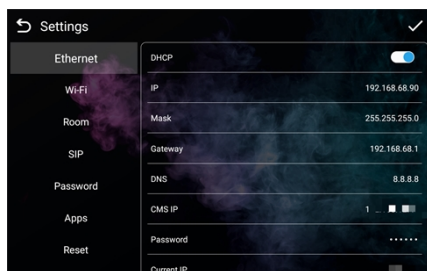 Settings
Ethernet
Wi-Fi
Room
SIP
Password
Apps
Reset
DHCP
IP 192.168.68.90
Mask 255.255.255.0
Gateway 192.168.68.1
DNS 8.8.8.8
CMS IP 1
Password ······
Current IP